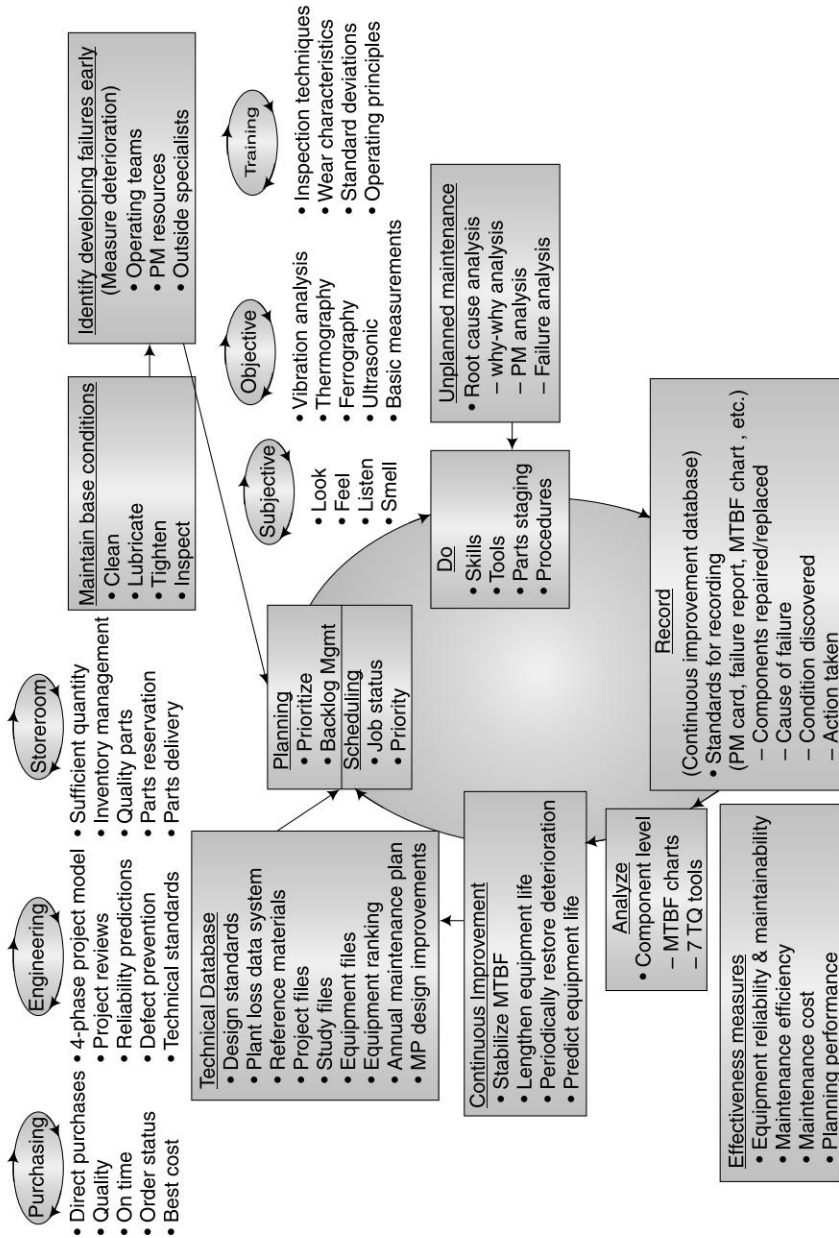 Purchasing
• Direct purchases
• Quality
• On time
• Order status
• Best cost
Engineering
• 4-phase project model
• Project reviews
• Reliability predictions
• Defect prevention
• Technical standards
Storeroom
• Sufficient quantity
• Inventory management
• Quality parts
• Parts reservation
• Parts delivery
Maintain base conditions
• Clean
• Lubricate
• Tighten
• Inspect
Identify developing failures early
(Measure deterioration)
• Operating teams
• PM resources
• Outside specialists
Subjective
• Look
• Feel
• Listen
• Smell
Objective
• Vibration analysis
• Thermography
• Ferrography
• Ultrasonic
• Basic measurements
Training
• Inspection techniques
• Wear characteristics
• Standard deviations
• Operating principles
Technical Database
• Design standards
• Plant loss data system
• Reference materials
• Project files
• Study files
• Equipment files
• Equipment ranking
• Annual maintenance plan
• MP design improvements
Planning
• Prioritize
• Backlog Mgmt
Scheduling
• Job status
• Priority
Do
• Skills
• Tools
• Parts staging
• Procedures
Unplanned maintenance
• Root cause analysis
– why-why analysis
– PM analysis
– Failure analysis
Continuous Improvement
• Stabilize MTBF
• Lengthen equipment life
• Periodically restore deterioration
• Predict equipment life
Analyze
• Component level
– MTBF charts
– 7 TQ tools
Record
(Continuous improvement database)
• Standards for recording
(PM card, failure report, MTBF chart , etc.)
– Components repaired/replaced
– Cause of failure
– Condition discovered
– Action taken
Effectiveness measures
• Equipment reliability & maintainability
• Maintenance efficiency
• Maintenance cost
• Planning performance